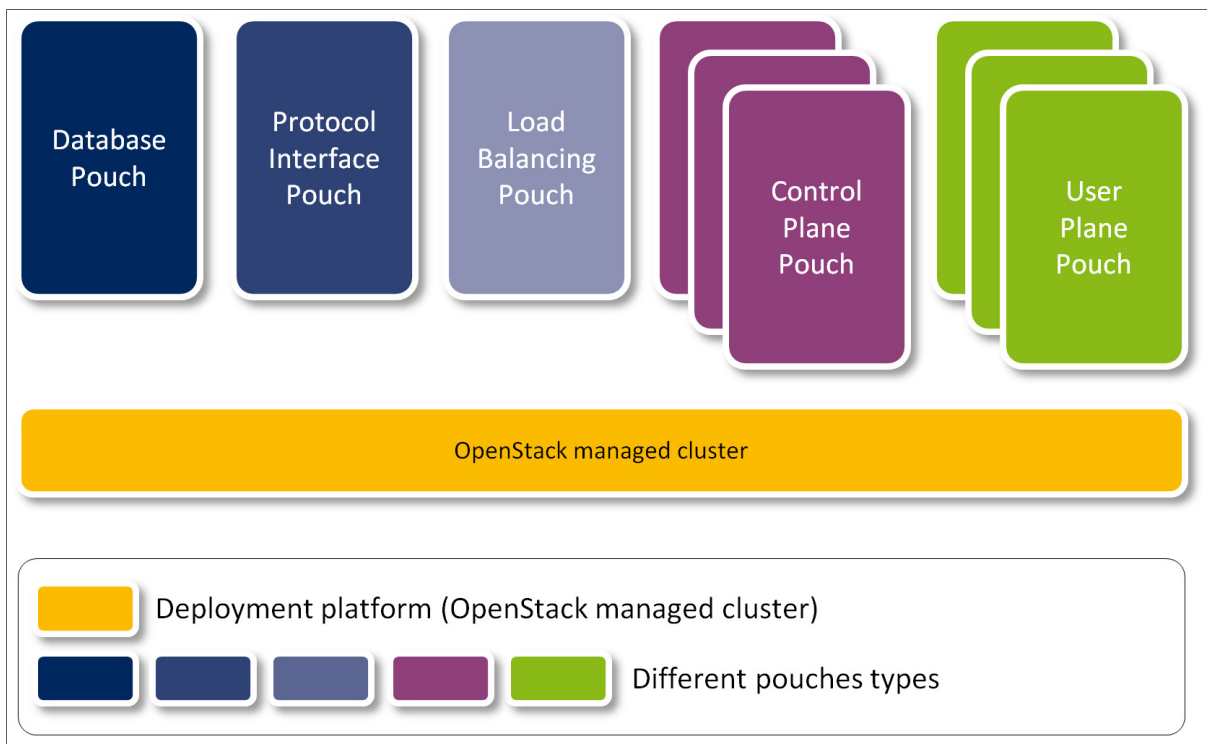 Database
Pouch
Protocol
Interface
Pouch
Load
Balancing
Pouch
Control
Plane
Pouch
User
Plane
Pouch
OpenStack managed cluster
Deployment platform (OpenStack managed cluster)
Different pouches types